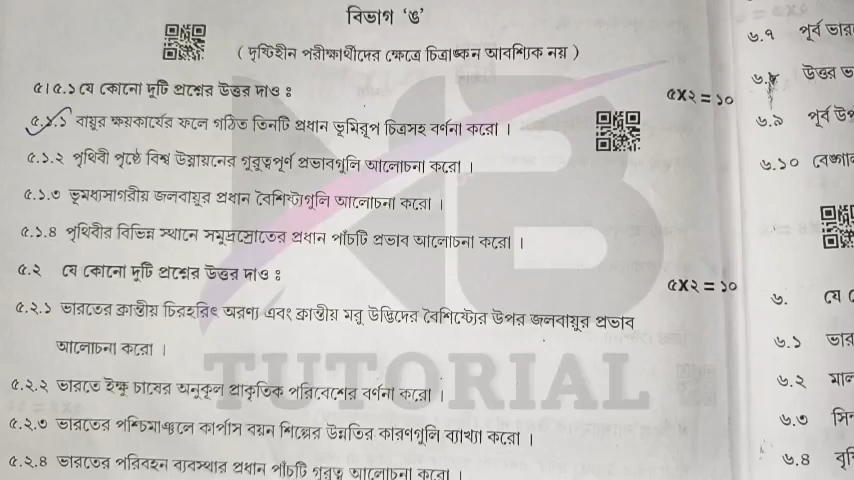 বিভাগ ‘ঙ’
( দৃষ্টিহীন পরীক্ষার্থীদের ক্ষেত্রে চিত্রাঙ্কন আবশ্যিক নয় )
৫। ৫.১ যে কোনো দুটি প্রশ্নের উত্তর দাও : ৫X২ = ১০
৫.১.১ বায়ুর ক্ষয়কার্যের ফলে গঠিত তিনটি প্রধান ভূমিরূপ চিত্রসহ বর্ণনা করো ।
৫.১.২ পৃথিবী পৃষ্ঠে বিশ্ব উষ্ণায়নের গুরুত্বপূর্ণ প্রভাবগুলি আলোচনা করো ।
৫.১.৩ ভূমধ্যসাগরীয় জলবায়ুর প্রধান বৈশিষ্ট্যগুলি আলোচনা করো ।
৫.১.৪ পৃথিবীর বিভিন্ন স্থানে সমুদ্রস্রোতের প্রধান পাঁচটি প্রভাব আলোচনা করো ।
৫.২ যে কোনো দুটি প্রশ্নের উত্তর দাও : ৫X২ = ১০
৫.২.১ ভারতের ক্রান্তীয় চিরহরিৎ অরণ্য এবং ক্রান্তীয় মরু উদ্ভিদের বৈশিষ্ট্যের উপর জলবায়ুর প্রভাব
আলোচনা করো ।
৫.২.২ ভারতে ইক্ষু চাষের অনুকূল প্রাকৃতিক পরিবেশের বর্ণনা করো ।
৫.২.৩ ভারতের পশ্চিমাঞ্চলে কার্পাস বয়ন শিল্পের উন্নতির কারণগুলি ব্যাখ্যা করো ।
৫.২.৪ ভারতের পরিবহন ব্যবস্থার প্রধান পাঁচটি গুরুত্ব আলোচনা করো ।
XB
TUTORIAL
৬.৭ পূর্ব
৬.৮ উত্তর
৬.৯ পূর্ব
৬.১০
৬. যে
৬.১
৬.২
৬.৩
৬.৪